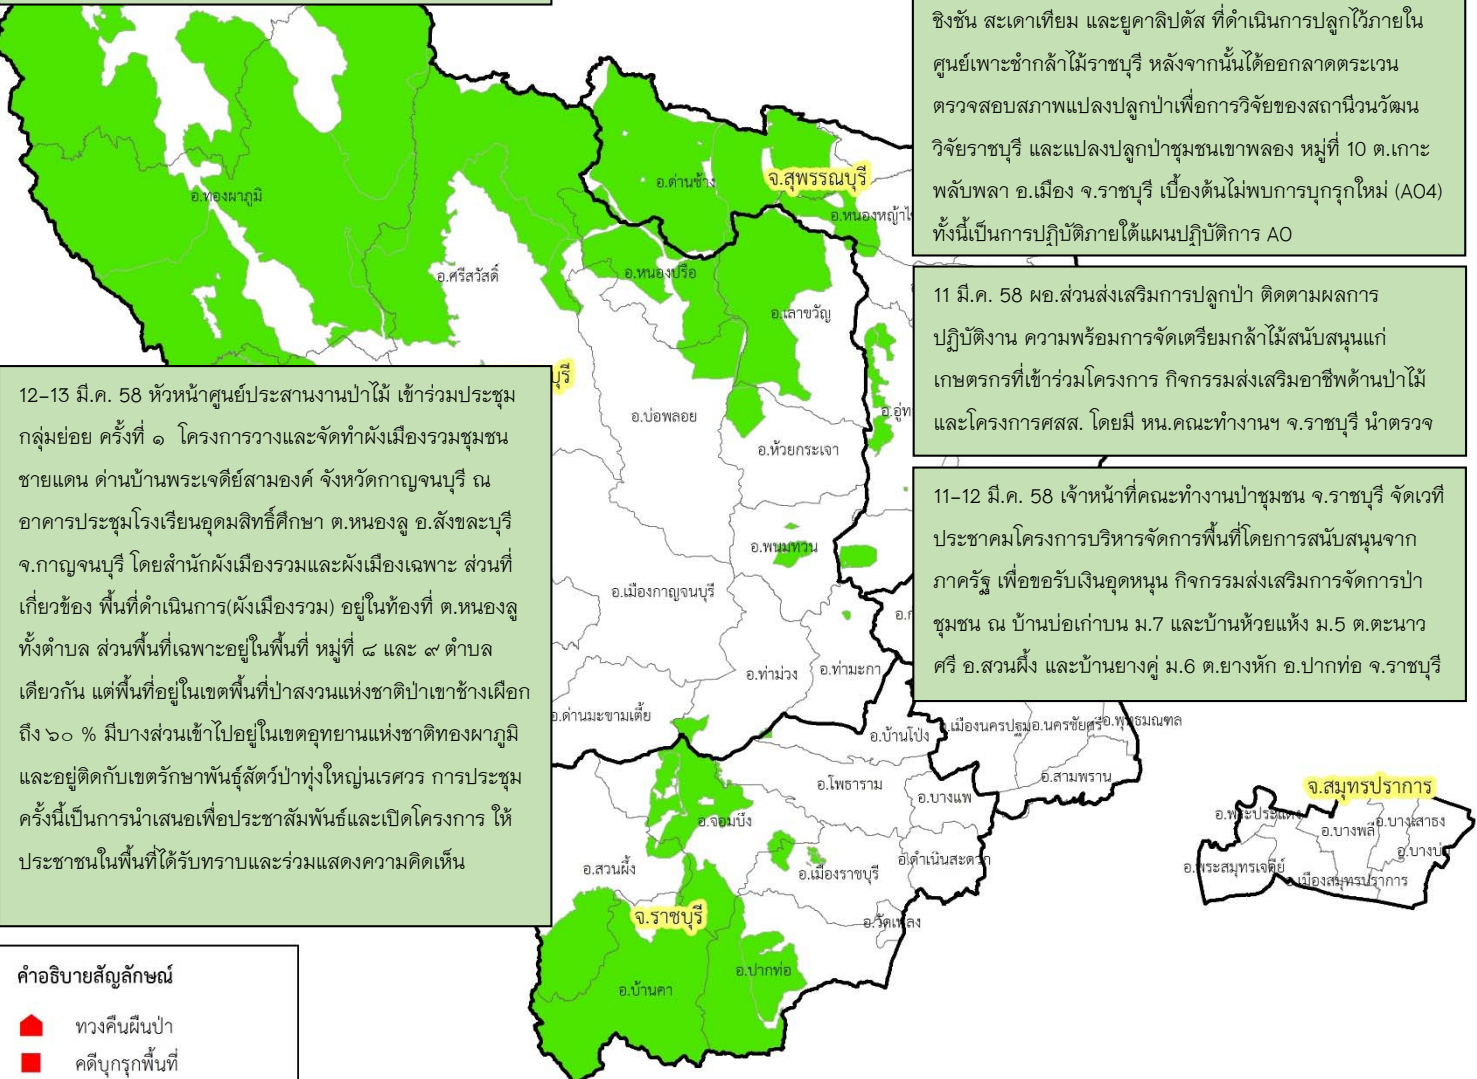 ชิงชัน สะเดาเทียม และยูคาลิปตัส ที่ดำเนินการปลูกไว้ภายใน
ศูนย์เพาะชำกล้าไม้ราชบุรี หลังจากนั้นได้ออกลาดตระเวน
ตรวจสอบสภาพแปลงปลูกป่าเพื่อการวิจัยของสถานีวนวัฒน
วิจัยราชบุรี และแปลงปลูกป่าชุมชนเขาพลอง หมู่ที่ 10 ต.เกาะ
พลับพลา อ.เมือง จ.ราชบุรี เบื้องต้นไม่พบการบุกรุกใหม่ (A04)
ทั้งนี้เป็นการปฏิบัติภายใต้แผนปฏิบัติการ A0
11 มี.ค. 58 ผอ.ส่วนส่งเสริมการปลูกป่า ติดตามผลการ
ปฏิบัติงาน ความพร้อมการจัดเตรียมกล้าไม้สนับสนุนแก่
เกษตรกรที่เข้าร่วมโครงการ กิจกรรมส่งเสริมอาชีพด้านป่าไม้
และโครงการศสส. โดยมี หน.คณะทำงานฯ จ.ราชบุรี นำตรวจ
11-12 มี.ค. 58 เจ้าหน้าที่คณะทำงานป่าชุมชน จ.ราชบุรี จัดเวที
ประชาคมโครงการบริหารจัดการพื้นที่โดยการสนับสนุนจาก
ภาครัฐ เพื่อขอรับเงินอุดหนุน กิจกรรมส่งเสริมการจัดการป่า
ชุมชน ณ บ้านบ่อเก่าบน ม.7 และบ้านห้วยแห้ง ม.5 ต.ตะนาว
ศรี อ.สวนผึ้ง และบ้านยางคู่ ม.6 ต.ยางหัก อ.ปากท่อ จ.ราชบุรี
12-13 มี.ค. 58 หัวหน้าศูนย์ประสานงานป่าไม้ เข้าร่วมประชุม
กลุ่มย่อย ครั้งที่ ๑ โครงการวางและจัดทำผังเมืองรวมชุมชน
ชายแดน ด่านบ้านพระเจดีย์สามองค์ จังหวัดกาญจนบุรี ณ
อาคารประชุมโรงเรียนอุดมสิทธิ์ศึกษา ต.หนองลู อ.สังขละบุรี
จ.กาญจนบุรี โดยสำนักผังเมืองรวมและผังเมืองเฉพาะ ส่วนที่
เกี่ยวข้อง พื้นที่ดำเนินการ(ผังเมืองรวม) อยู่ในท้องที่ ต.หนองลู
ทั้งตำบล ส่วนพื้นที่เฉพาะอยู่ในพื้นที่ หมู่ที่ ๘ และ ๙ ตำบล
เดียวกัน แต่พื้นที่อยู่ในเขตพื้นที่ป่าสงวนแห่งชาติป่าเขาช้างเผือก
ถึง ๖๐ % มีบางส่วนเข้าไปอยู่ในเขตอุทยานแห่งชาติทองผาภูมิ
และอยู่ติดกับเขตรักษาพันธุ์สัตว์ป่าทุ่งใหญ่นเรศวร การประชุม
ครั้งนี้เป็นการนำเสนอเพื่อประชาสัมพันธ์และเปิดโครงการ ให้
ประชาชนในพื้นที่ได้รับทราบและร่วมแสดงความคิดเห็น
อ.ทองผาภูมิ
อ.ด่านช้าง
จ.สุพรรณบุรี
อ.ศรีสวัสดิ์
อ.หนองปรือ
อ.เลาขวัญ
อ.บ่อพลอย
อ.ห้วยกระเจา
อ.พนมทวน
อ.เมืองกาญจนบุรี
อ.ท่าม่วง
อ.ท่ามะกา
อ.ด่านมะขามเตี้ย
อ.บ้านโป่ง
อ.เมืองนครปฐม
อ.นครชัยศรี
อ.พุทธมณฑล
อ.สามพราน
อ.โพธาราม
อ.บางแพ
อ.จอมบึง
อ.สวนผึ้ง
อ.เมืองราชบุรี
อ.ดำเนินสะดวก
จ.ราชบุรี
อ.วัดเพลง
อ.ปากท่อ
อ.บ้านคา
จ.สมุทรปราการ
อ.พระประแดง
อ.บางพลี
อ.บางเสาธง
อ.บางบ่อ
อ.พระสมุทรเจดีย์
อ.เมืองสมุทรปราการ
คำอธิบายสัญลักษณ์
ทวงคืนผืนป่า
คดีบุกรุกพื้นที่